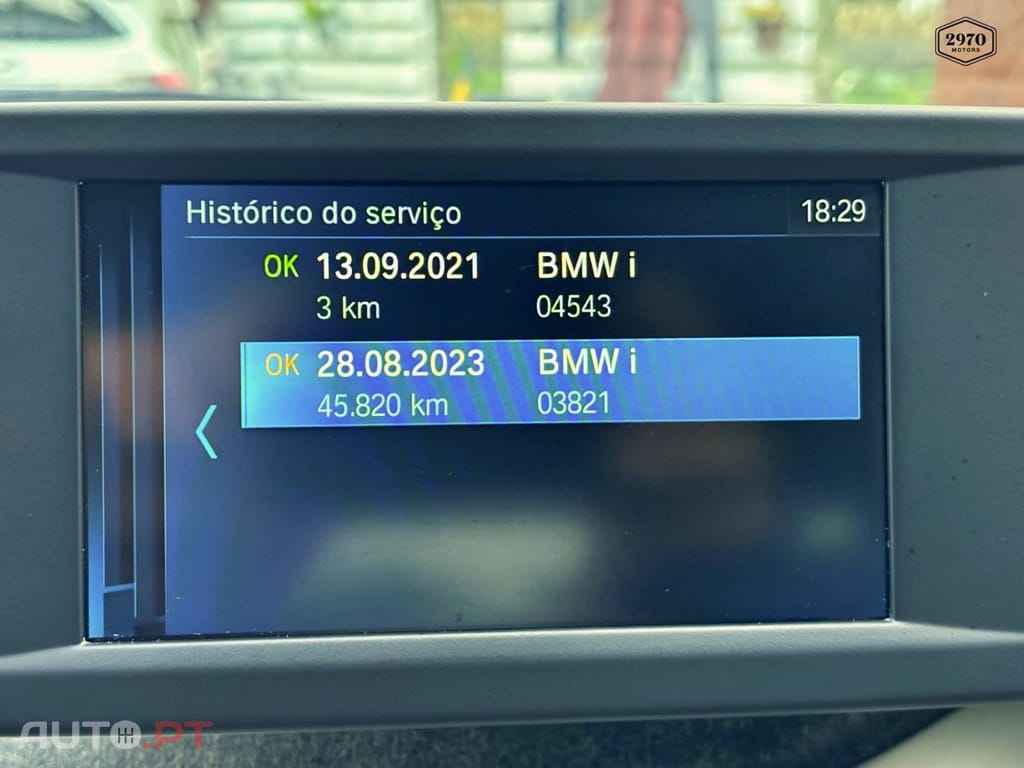 2970
MOTORS
Histórico do serviço 18:29
OK 13.09.2021 BMW i
3 km 04543
OK 28.08.2023 BMW i
45.820 km 03821
AUTO.PT